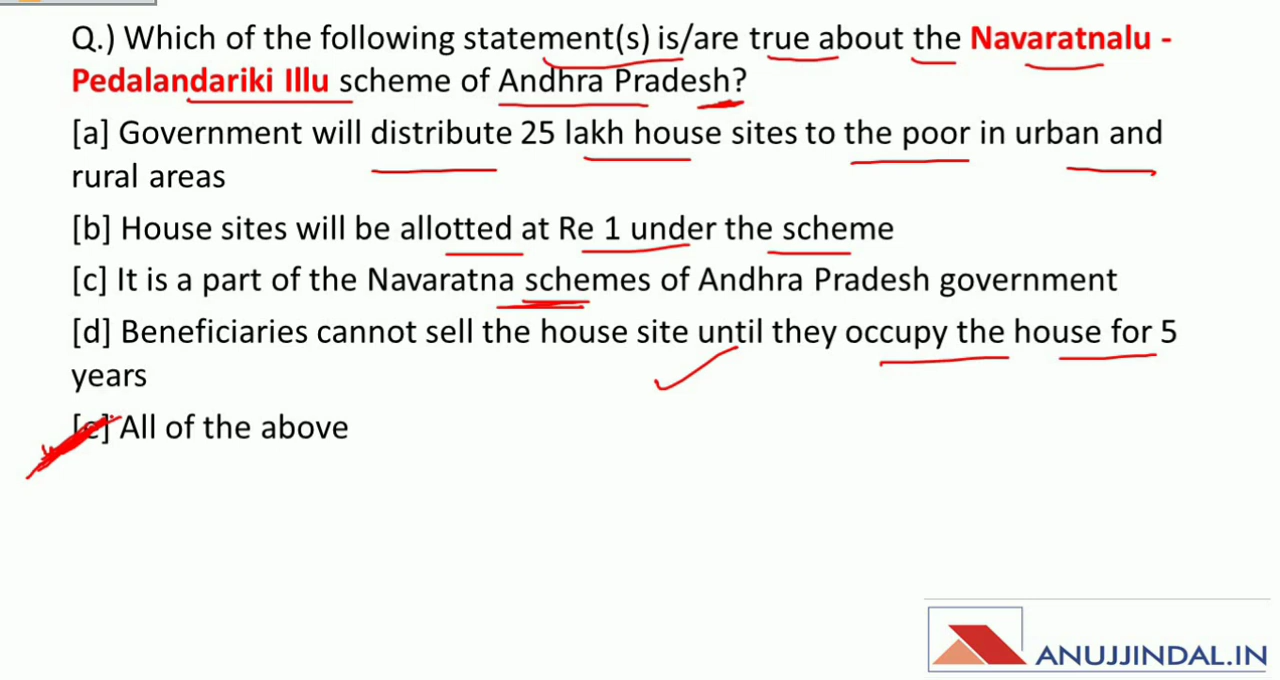 Q.) Which of the following statement(s) is/are true about the Navaratnalu -
Pedalandariki Illu scheme of Andhra Pradesh?
[a] Government will distribute 25 lakh house sites to the poor in urban and
rural areas
[b] House sites will be allotted at Re 1 under the scheme
[c] It is a part of the Navaratna schemes of Andhra Pradesh government
[d] Beneficiaries cannot sell the house site until they occupy the house for 5
years
[e] All of the above
ANUJJINDAL.IN